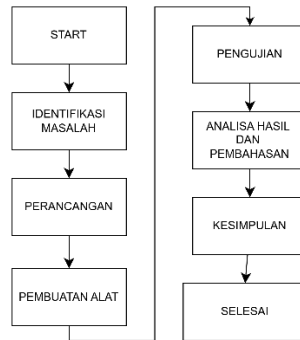 START
IDENTIFIKASI
MASALAH
PERANCANGAN
PEMBUATAN ALAT
PENGUJIAN
ANALISA HASIL
DAN
PEMBAHASAN
KESIMPULAN
SELESAI